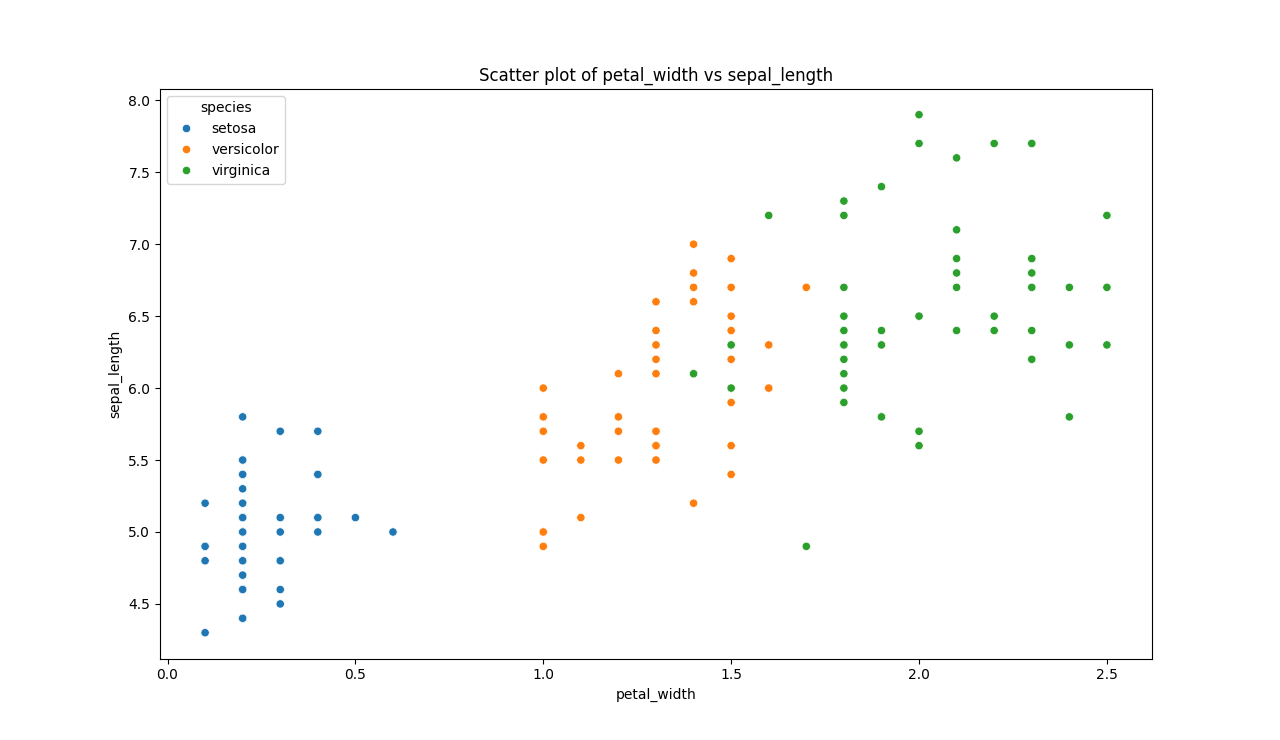 Scatter plot of petal_width vs sepal_length
species
setosa
versicolor
virginica
8.0
7.5
7.0
6.5
6.0
5.5
5.0
4.5
sepal_length
0.0 0.5 1.0 1.5 2.0 2.5
petal_width